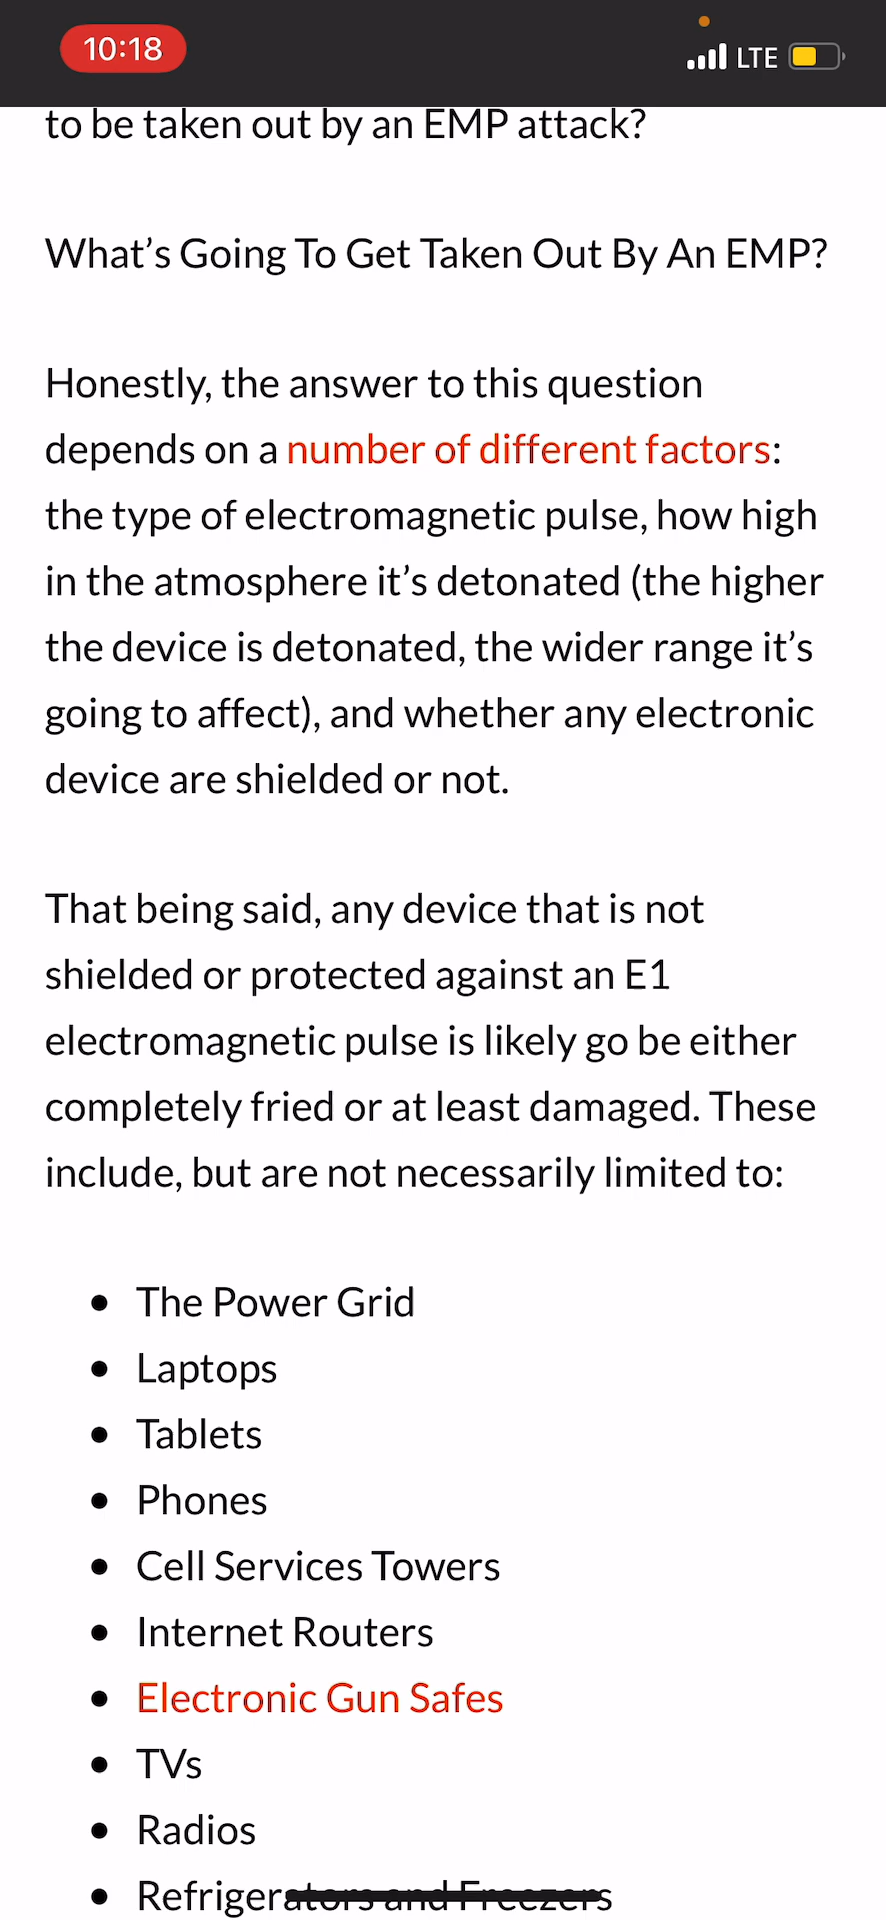 10:18
LTE
to be taken out by an EMP attack?
What’s Going To Get Taken Out By An EMP?
Honestly, the answer to this question
depends on a number of different factors:
the type of electromagnetic pulse, how high
in the atmosphere it’s detonated (the higher
the device is detonated, the wider range it’s
going to affect), and whether any electronic
device are shielded or not.
That being said, any device that is not
shielded or protected against an E1
electromagnetic pulse is likely go be either
completely fried or at least damaged. These
include, but are not necessarily limited to:
• The Power Grid
• Laptops
• Tablets
• Phones
• Cell Services Towers
• Internet Routers
• Electronic Gun Safes
• TVs
• Radios
• Refrigerators and Freezers